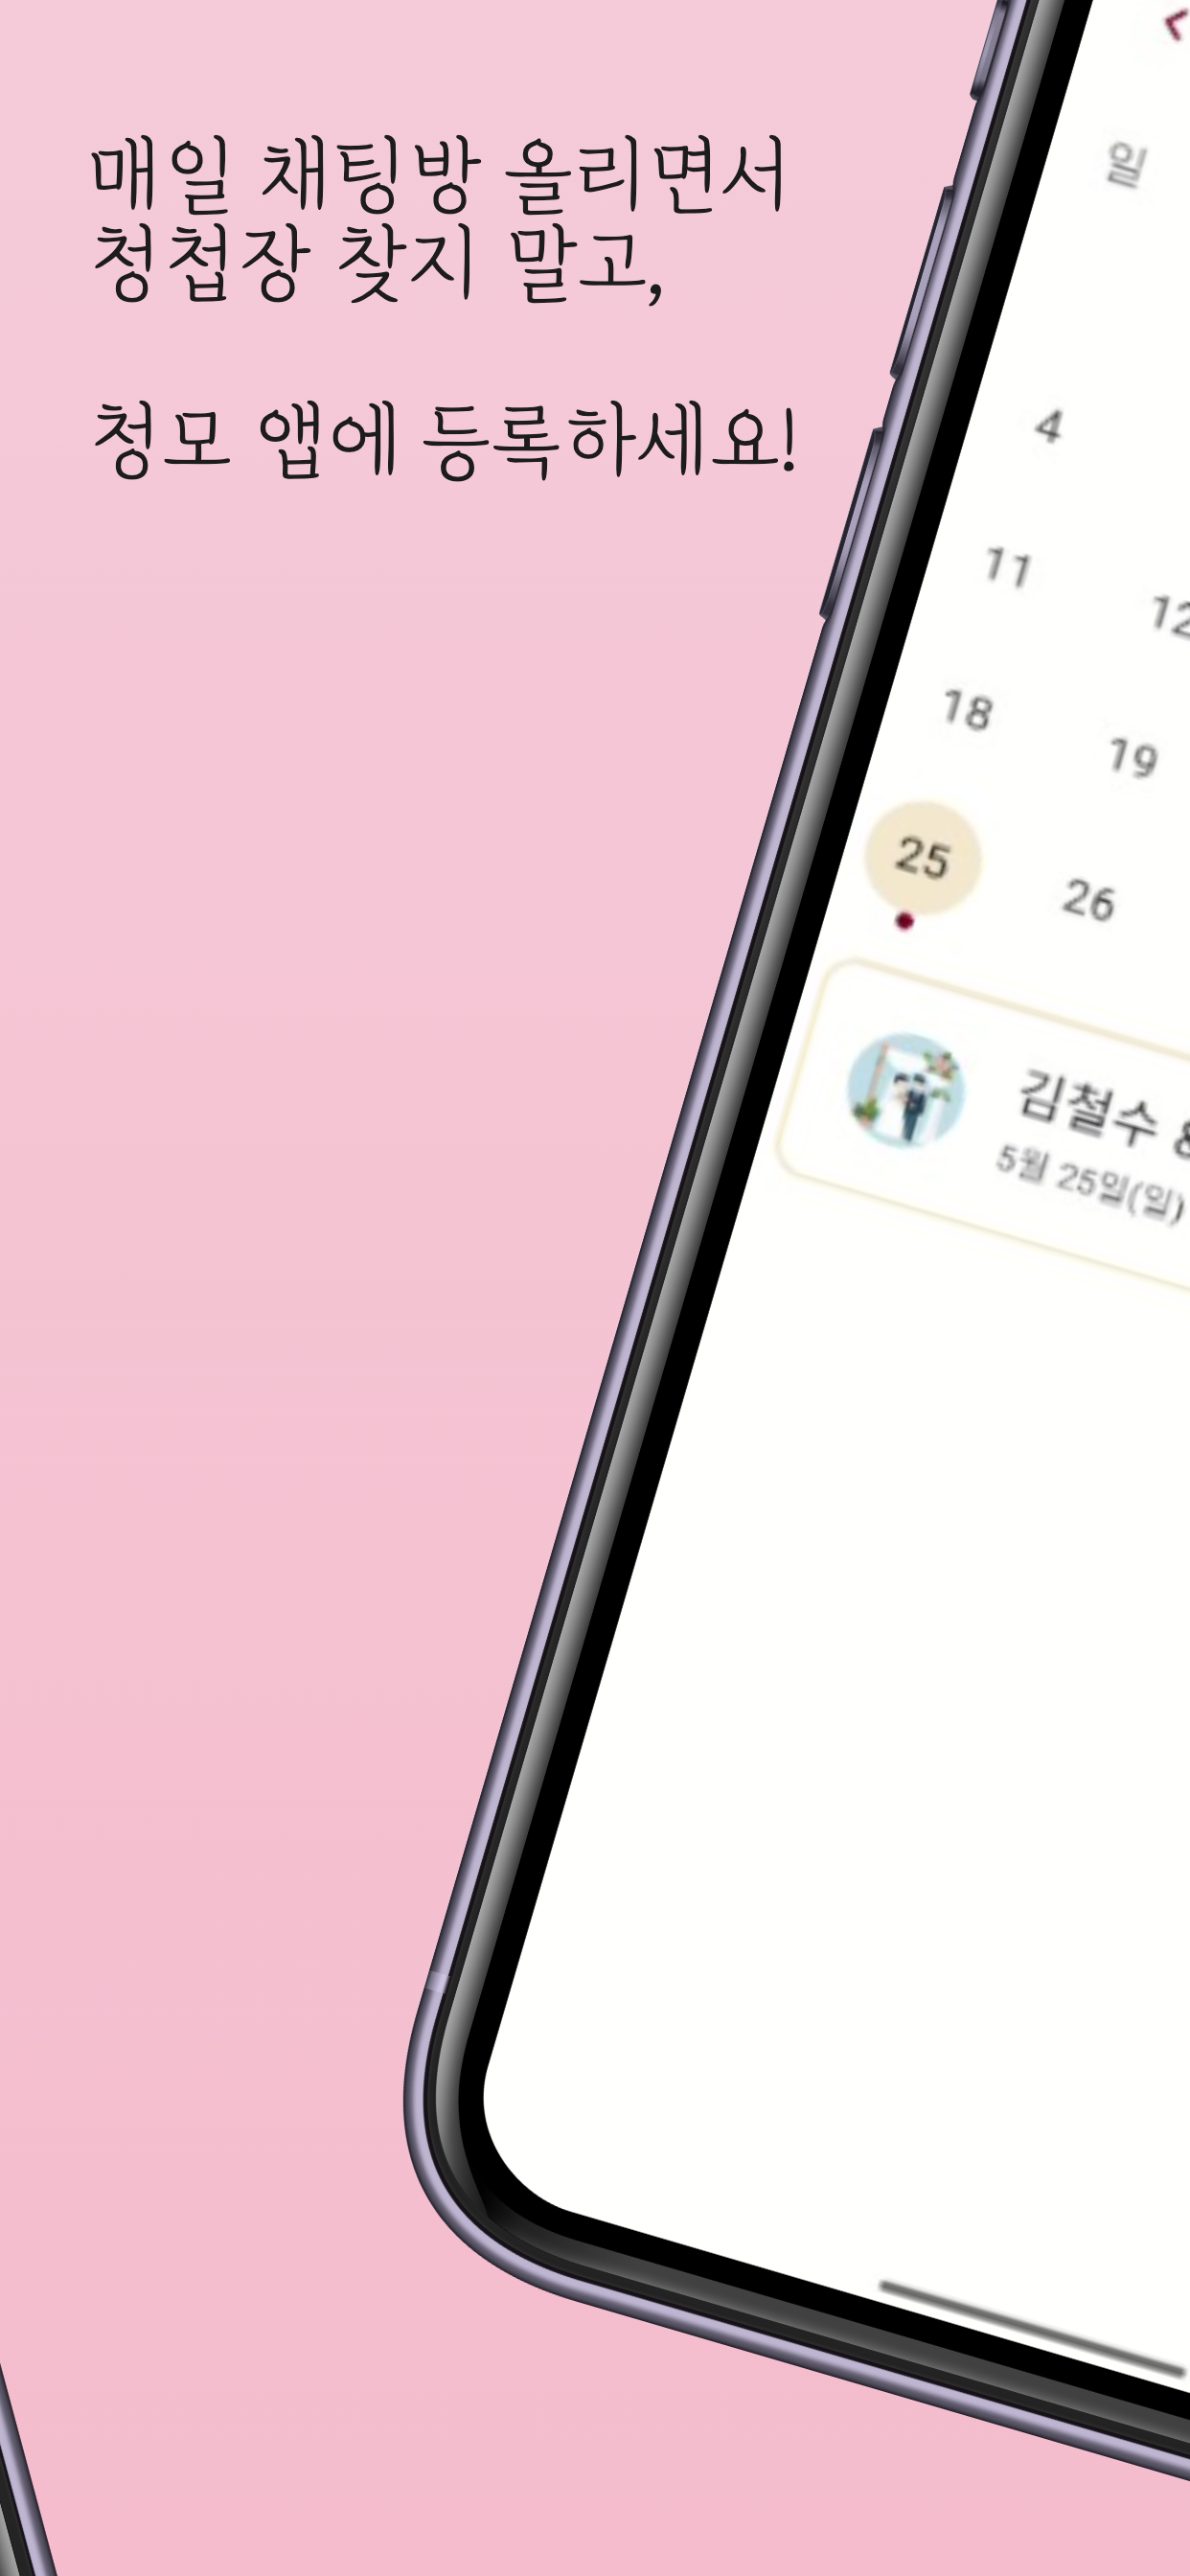 매일 채팅방 올리면서
청첩장 찾지 말고,
청모 앱에 등록하세요!
<
일
4
11 12
18 19
25 26
김철수 &
5월 25일(일)